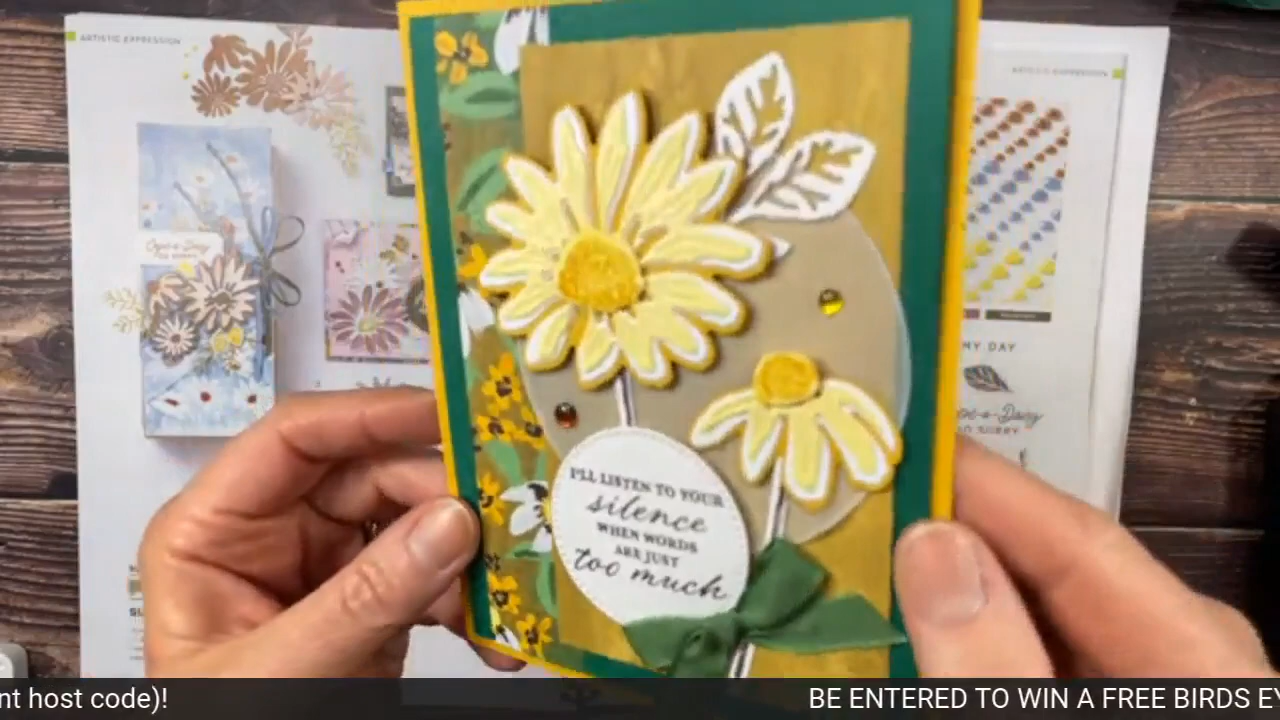 ARTISTIC EXPRESSION
ARTISTIC EXPRESSION
I'LL LISTEN TO YOUR
silence
WHEN WORDS
ARE JUST
too much
MY DAY
nt host code)!
BE ENTERED TO WIN A FREE BIRDS EY